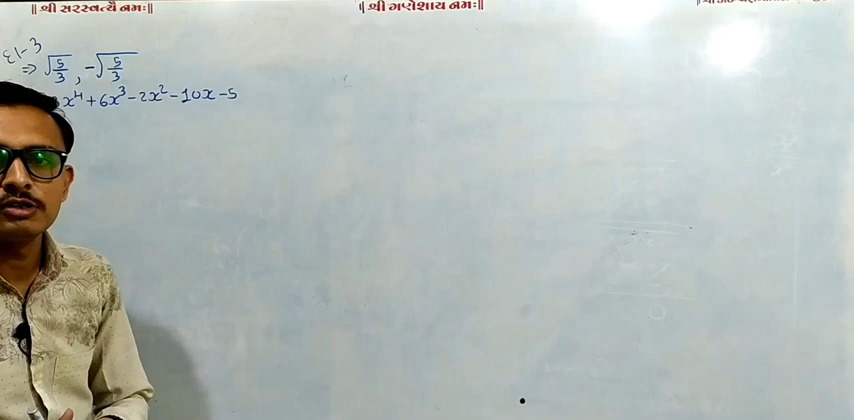 ॥ શ્રી સરસ્વત્યૈ નમઃ॥
॥ શ્રી ગણેશાય નમઃ॥
દા-3
⇒ √5/3 , -√5/3
x⁴ + 6x³ - 2x² - 10x - 5